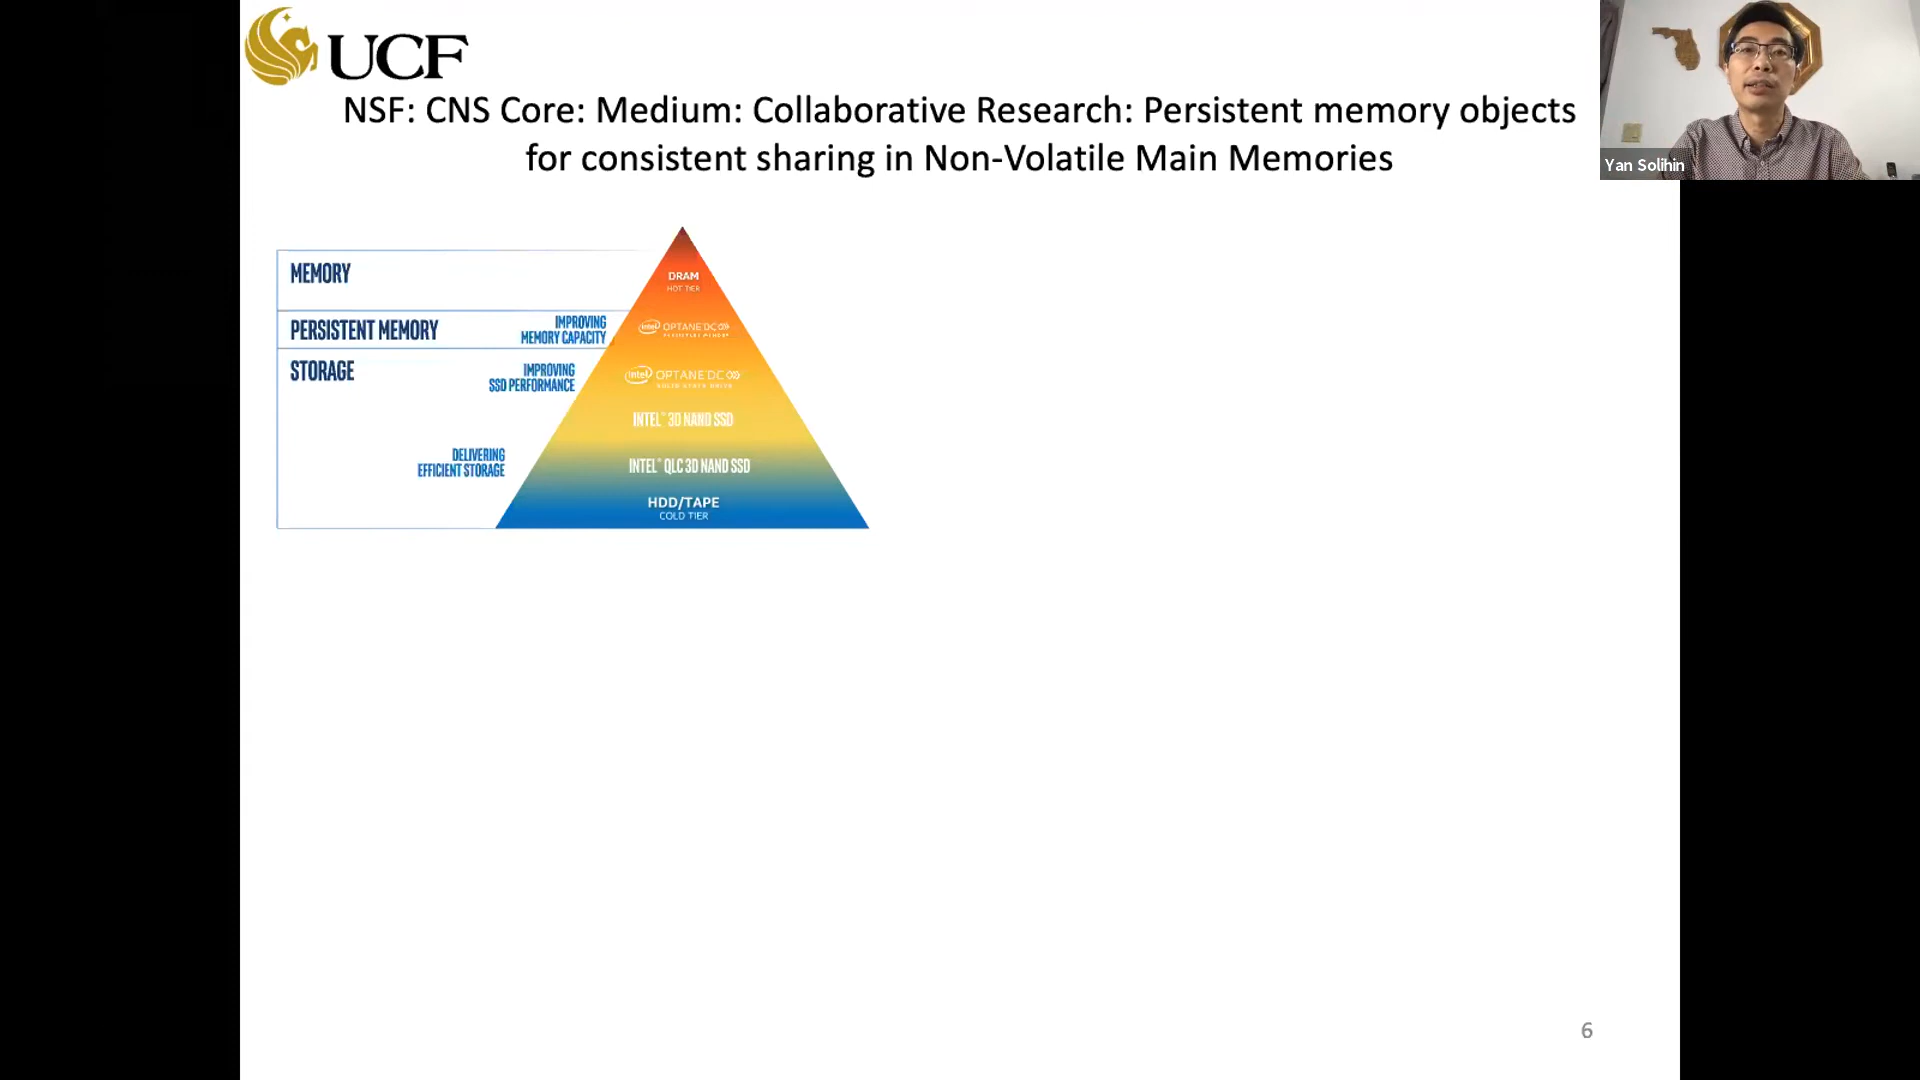 UCF
NSF: CNS Core: Medium: Collaborative Research: Persistent memory objects
for consistent sharing in Non-Volatile Main Memories
Yan Solihin
MEMORY
DRAM
HOT TIER
PERSISTENT MEMORY
IMPROVING
MEMORY CAPACITY
intel OPTANE DC
PERSISTENT MEMORY
STORAGE
IMPROVING
SSD PERFORMANCE
intel OPTANE DC
SOLID STATE DRIVE
INTEL® 3D NAND SSD
DELIVERING
EFFICIENT STORAGE
INTEL® QLC 3D NAND SSD
HDD/TAPE
COLD TIER
6